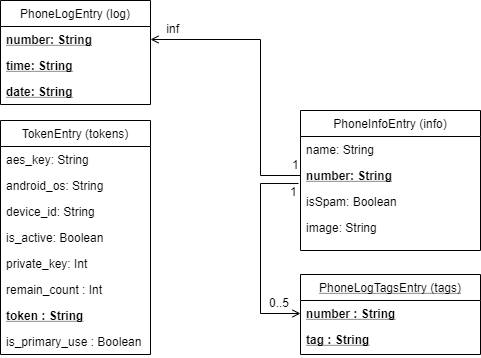 PhoneLogEntry (log)
number: String
time: String
date: String
inf
TokenEntry (tokens)
aes_key: String
android_os: String
device_id: String
is_active: Boolean
private_key: Int
remain_count : Int
token : String
is_primary_use : Boolean
PhoneInfoEntry (info)
name: String
number: String
isSpam: Boolean
image: String
1
1
0..5
PhoneLogTagsEntry (tags)
number : String
tag : String